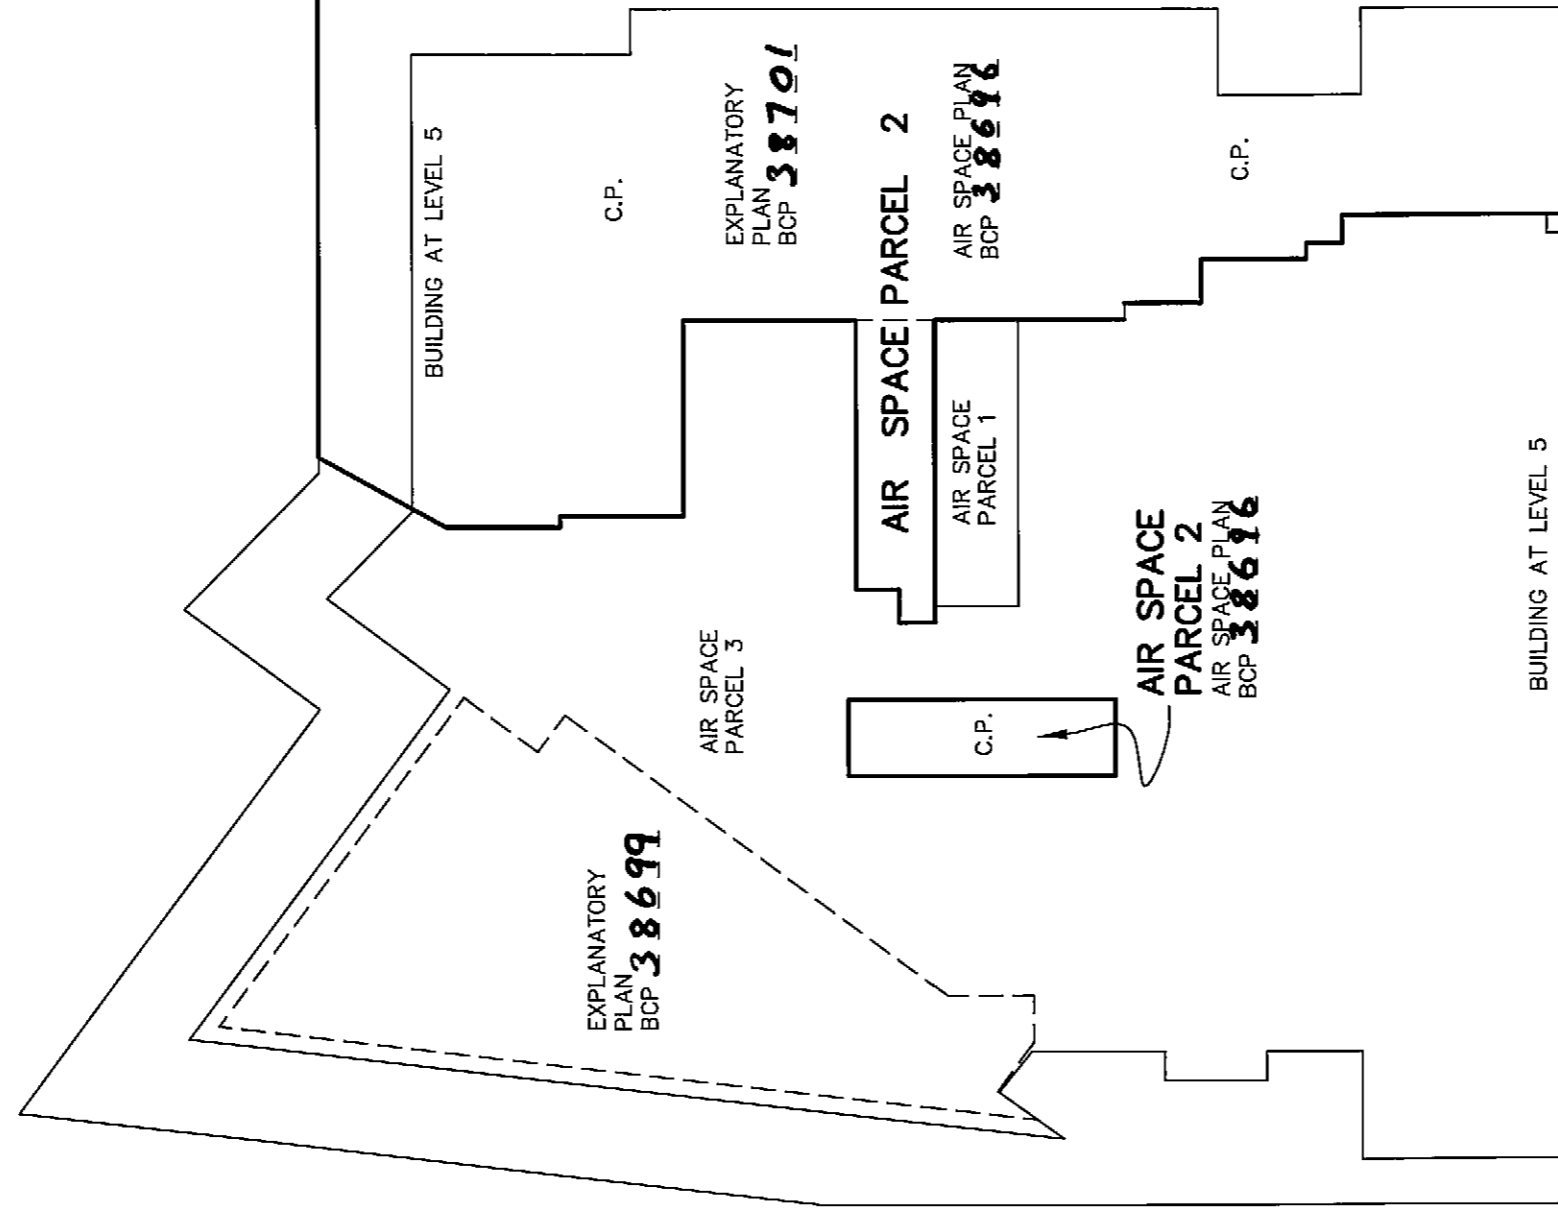 BUILDING AT LEVEL 5
C.P.
EXPLANATORY
PLAN
BCP 38701
AIR SPACE PARCEL 2
AIR SPACE PLAN
BCP 38696
C.P.
AIR SPACE
PARCEL 1
AIR SPACE
PARCEL 3
C.P.
AIR SPACE
PARCEL 2
AIR SPACE PLAN
BCP 38696
EXPLANATORY
PLAN
BCP 38699
BUILDING AT LEVEL 5